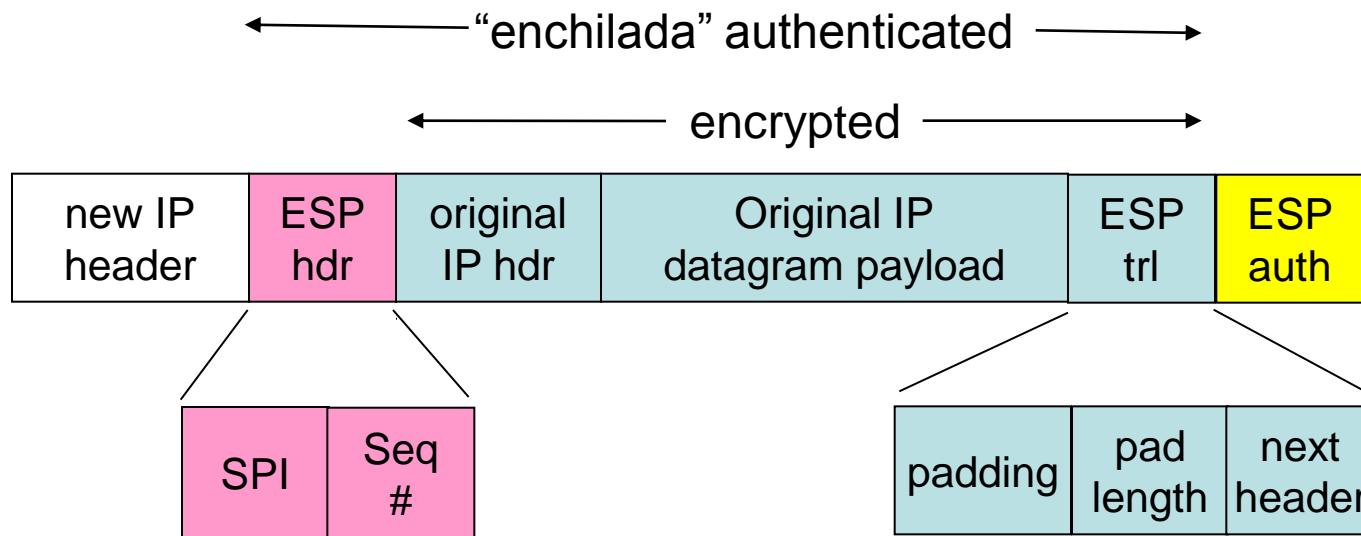 “enchilada” authenticated
encrypted
new IP
header
ESP
hdr
original
IP hdr
Original IP
datagram payload
ESP
trl
ESP
auth
SPI
Seq
#
padding
pad
length
next
header